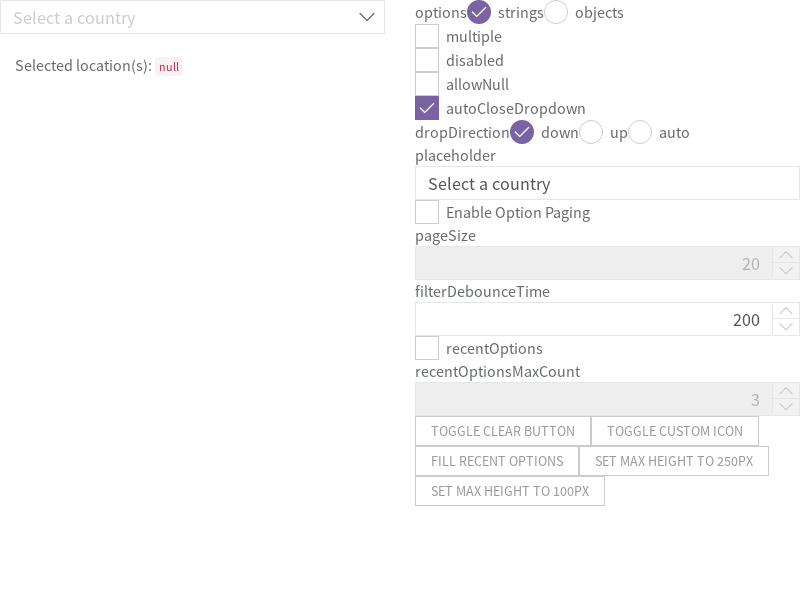 Select a country
Selected location(s): null
options strings objects
multiple
disabled
allowNull
autoCloseDropdown
dropDirection down up auto
placeholder
Select a country
Enable Option Paging
pageSize
20
filterDebounceTime
200
recentOptions
recentOptionsMaxCount
3
TOGGLE CLEAR BUTTON TOGGLE CUSTOM ICON
FILL RECENT OPTIONS SET MAX HEIGHT TO 250PX
SET MAX HEIGHT TO 100PX